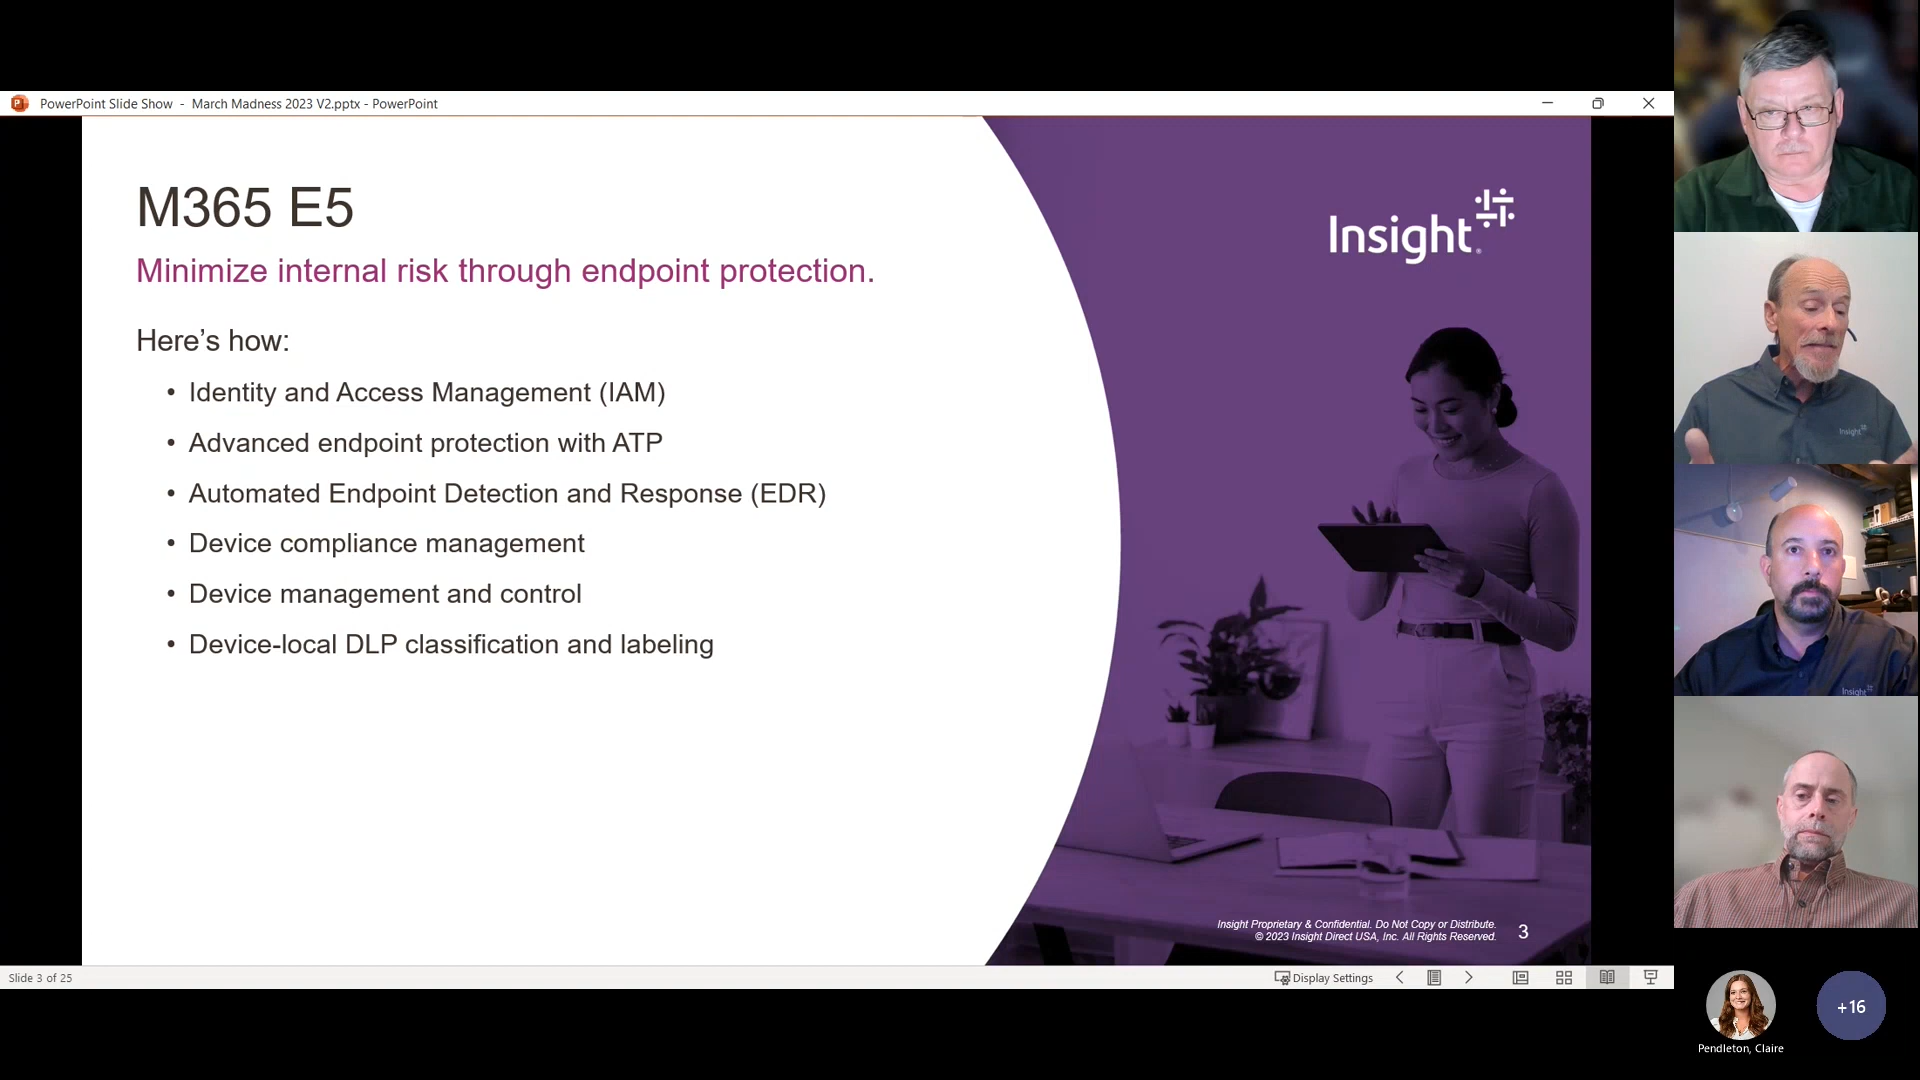 PowerPoint Slide Show - March Madness 2023 V2.pptx - PowerPoint
M365 E5
Minimize internal risk through endpoint protection.
Here’s how:
• Identity and Access Management (IAM)
• Advanced endpoint protection with ATP
• Automated Endpoint Detection and Response (EDR)
• Device compliance management
• Device management and control
• Device-local DLP classification and labeling
Insight
Insight Proprietary & Confidential. Do Not Copy or Distribute.
© 2023 Insight Direct USA, Inc. All Rights Reserved.
3
Slide 3 of 25
Display Settings
Insight
Insight
Pendleton, Claire
+16